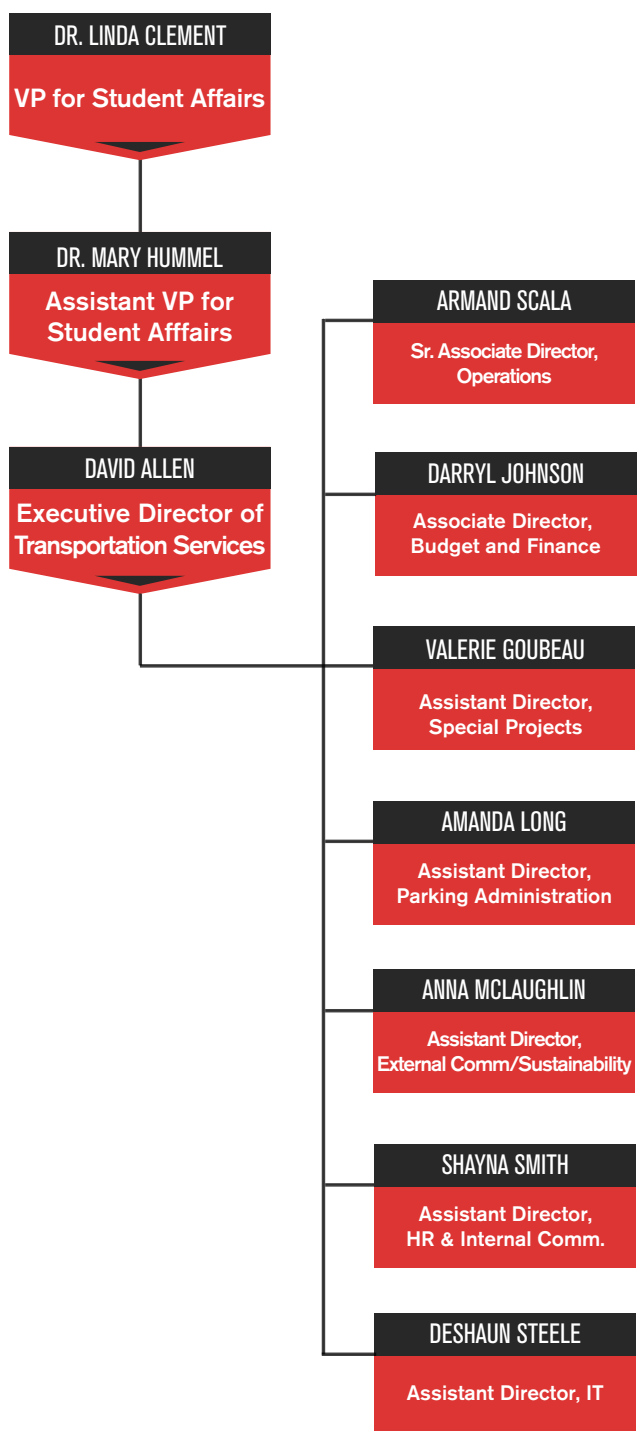 DR. LINDA CLEMENT
VP for Student Affairs
DR. MARY HUMMEL
Assistant VP for
Student Afffairs
DAVID ALLEN
Executive Director of
Transportation Services
ARMAND SCALA
Sr. Associate Director,
Operations
DARRYL JOHNSON
Associate Director,
Budget and Finance
VALERIE GOUBEAU
Assistant Director,
Special Projects
AMANDA LONG
Assistant Director,
Parking Administration
ANNA MCLAUGHLIN
Assistant Director,
External Comm/Sustainability
SHAYNA SMITH
Assistant Director,
HR & Internal Comm.
DESHAUN STEELE
Assistant Director, IT